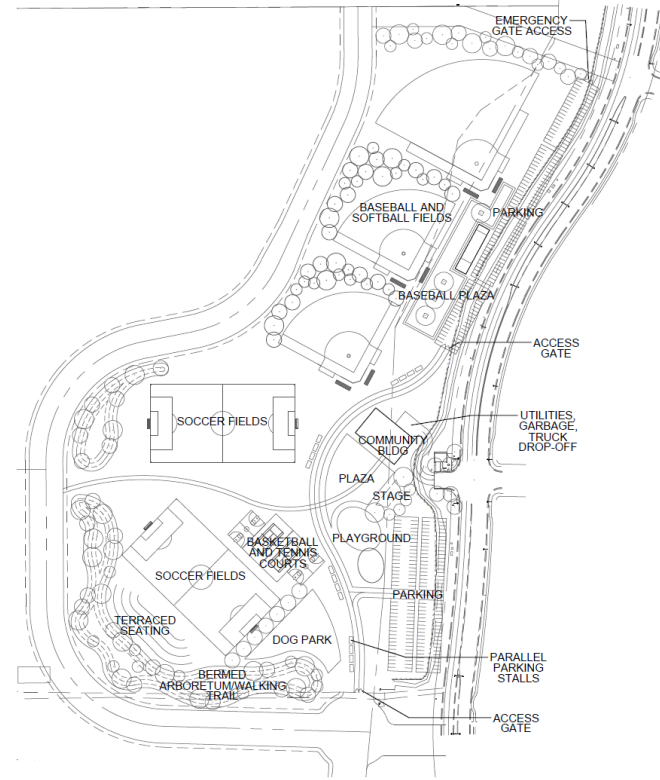 EMERGENCY
GATE ACCESS
BASEBALL AND
SOFTBALL FIELDS
PARKING
BASEBALL PLAZA
ACCESS
GATE
SOCCER FIELDS
UTILITIES,
GARBAGE,
TRUCK
DROP-OFF
COMMUNITY
BLDG
PLAZA
STAGE
PLAYGROUND
BASKETBALL
AND TENNIS
COURTS
SOCCER FIELDS
PARKING
TERRACED
SEATING
DOG PARK
PARALLEL
PARKING
STALLS
BERMED
ARBORETUM/WALKING
TRAIL
ACCESS
GATE